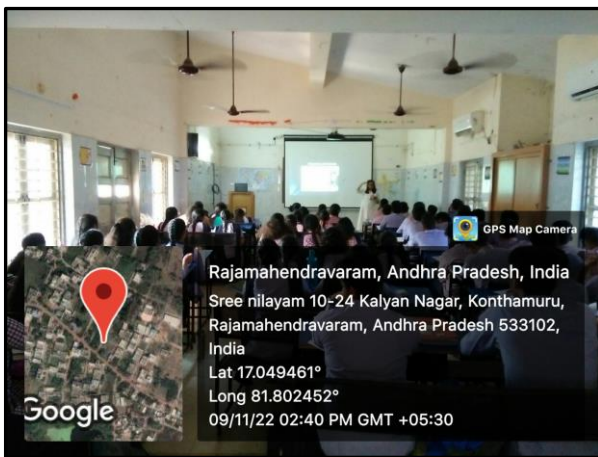 GPS Map Camera
Rajamahendravaram, Andhra Pradesh, India
Sree nilayam 10-24 Kalyan Nagar, Konthamuru,
Rajamahendravaram, Andhra Pradesh 533102,
India
Lat 17.049461°
Long 81.802452°
09/11/22 02:40 PM GMT +05:30
Google